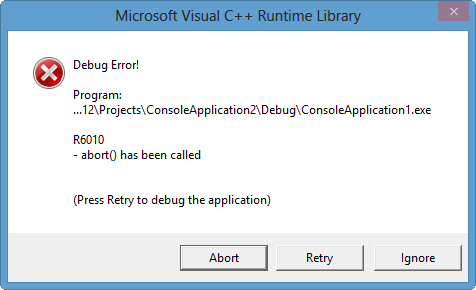 Microsoft Visual C++ Runtime Library
Debug Error!
Program:
...12\Projects\ConsoleApplication2\Debug\ConsoleApplication1.exe
R6010
- abort() has been called
(Press Retry to debug the application)
Abort
Retry
Ignore